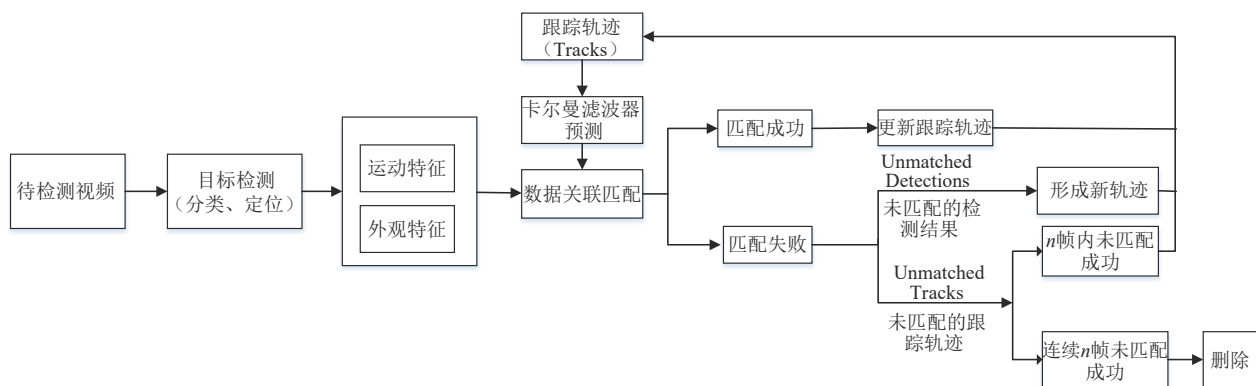 跟踪轨迹
（Tracks）
卡尔曼滤波器
预测
待检测视频
目标检测
（分类、定位）
运动特征
外观特征
数据关联匹配
匹配成功
更新跟踪轨迹
匹配失败
Unmatched
Detections
未匹配的检
测结果
形成新轨迹
Unmatched
Tracks
未匹配的跟
踪轨迹
n帧内未匹配
成功
连续n帧未匹配
成功
删除